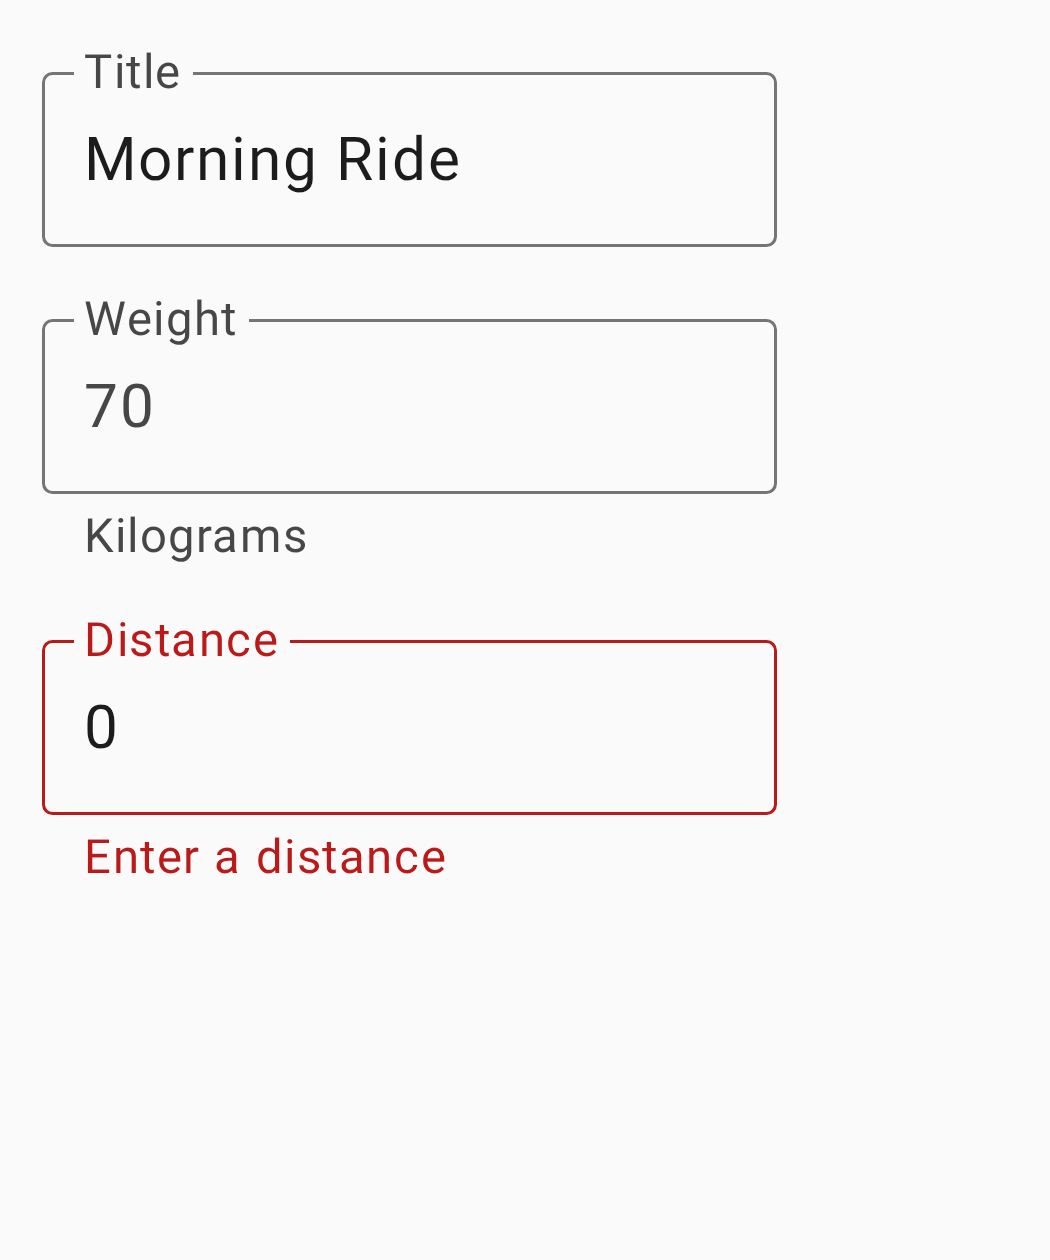 Title
Morning Ride
Weight
70
Kilograms
Distance
0
Enter a distance